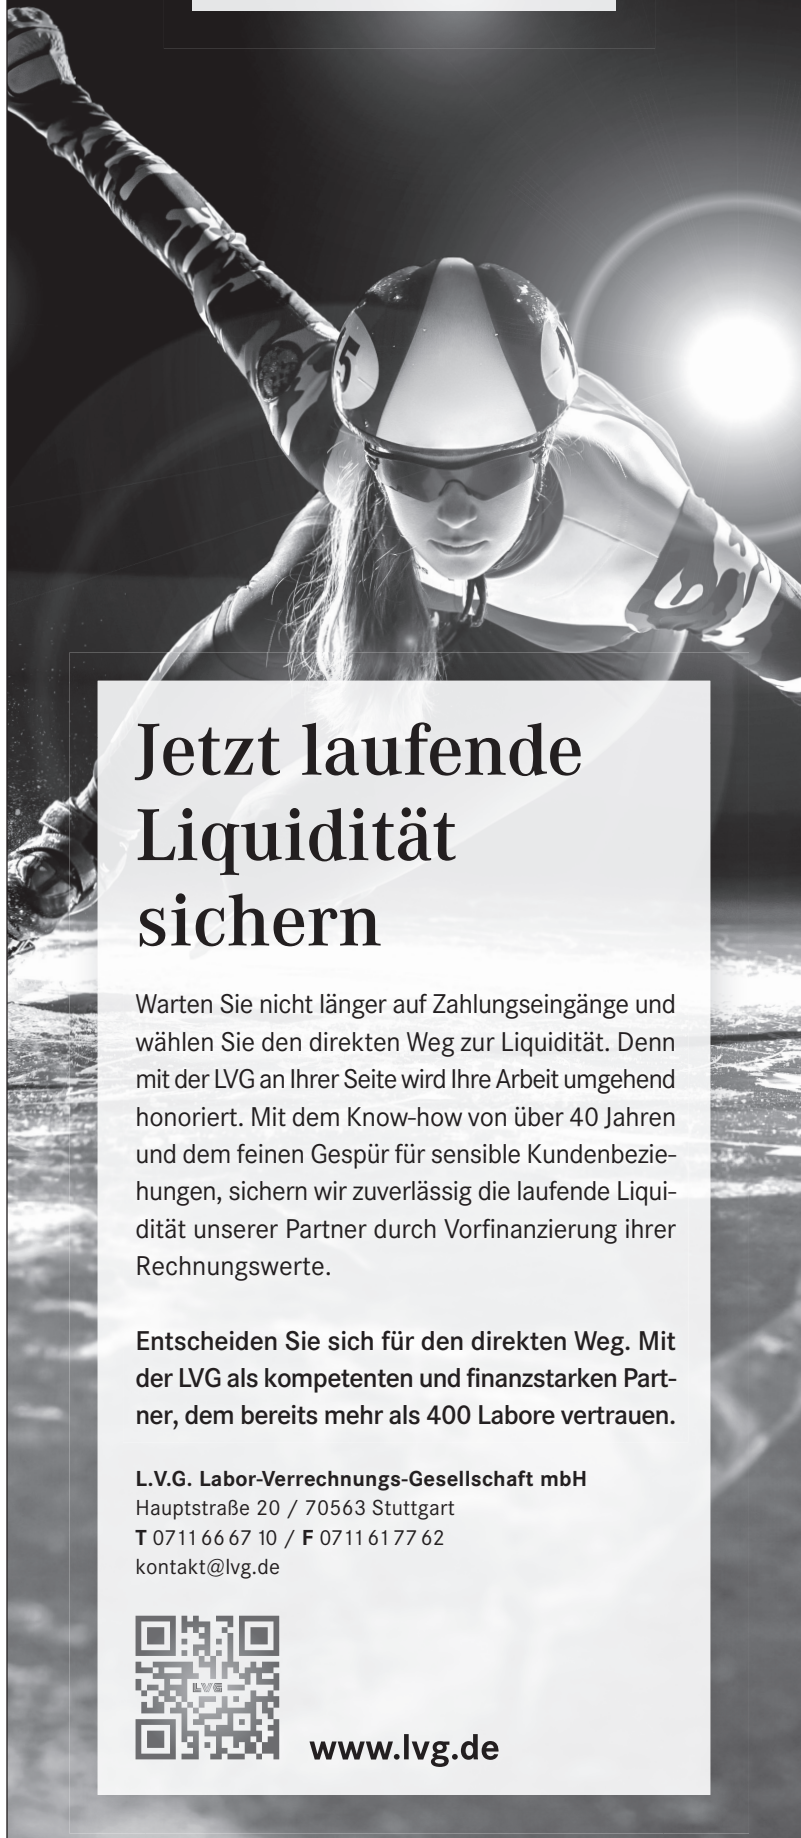 5
Jetzt laufende
Liquidität
sichern
Warten Sie nicht länger auf Zahlungseingänge und
wählen Sie den direkten Weg zur Liquidität. Denn
mit der LVG an Ihrer Seite wird Ihre Arbeit umgehend
honoriert. Mit dem Know-how von über 40 Jahren
und dem feinen Gespür für sensible Kundenbezie-
hungen, sichern wir zuverlässig die laufende Liqui-
dität unserer Partner durch Vorfinanzierung ihrer
Rechnungswerte.
Entscheiden Sie sich für den direkten Weg. Mit
der LVG als kompetenten und finanzstarken Part-
ner, dem bereits mehr als 400 Labore vertrauen.
L.V.G. Labor-Verrechnungs-Gesellschaft mbH
Hauptstraße 20 / 70563 Stuttgart
T 0711 66 67 10 / F 0711 61 77 62
kontakt@lvg.de
LVG
www.lvg.de